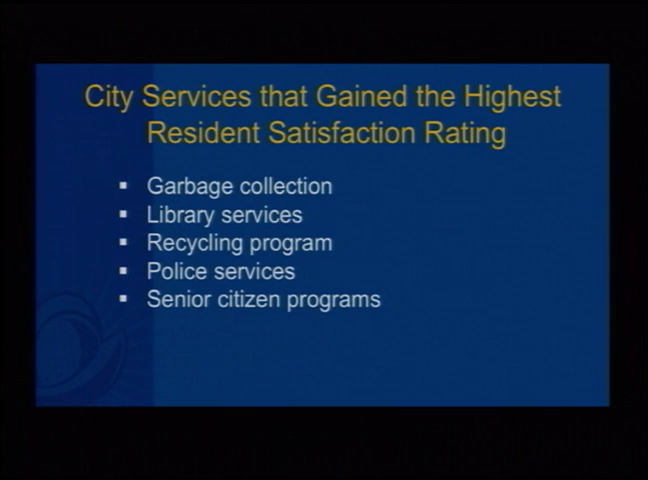 City Services that Gained the Highest
Resident Satisfaction Rating
▪ Garbage collection
▪ Library services
▪ Recycling program
▪ Police services
▪ Senior citizen programs